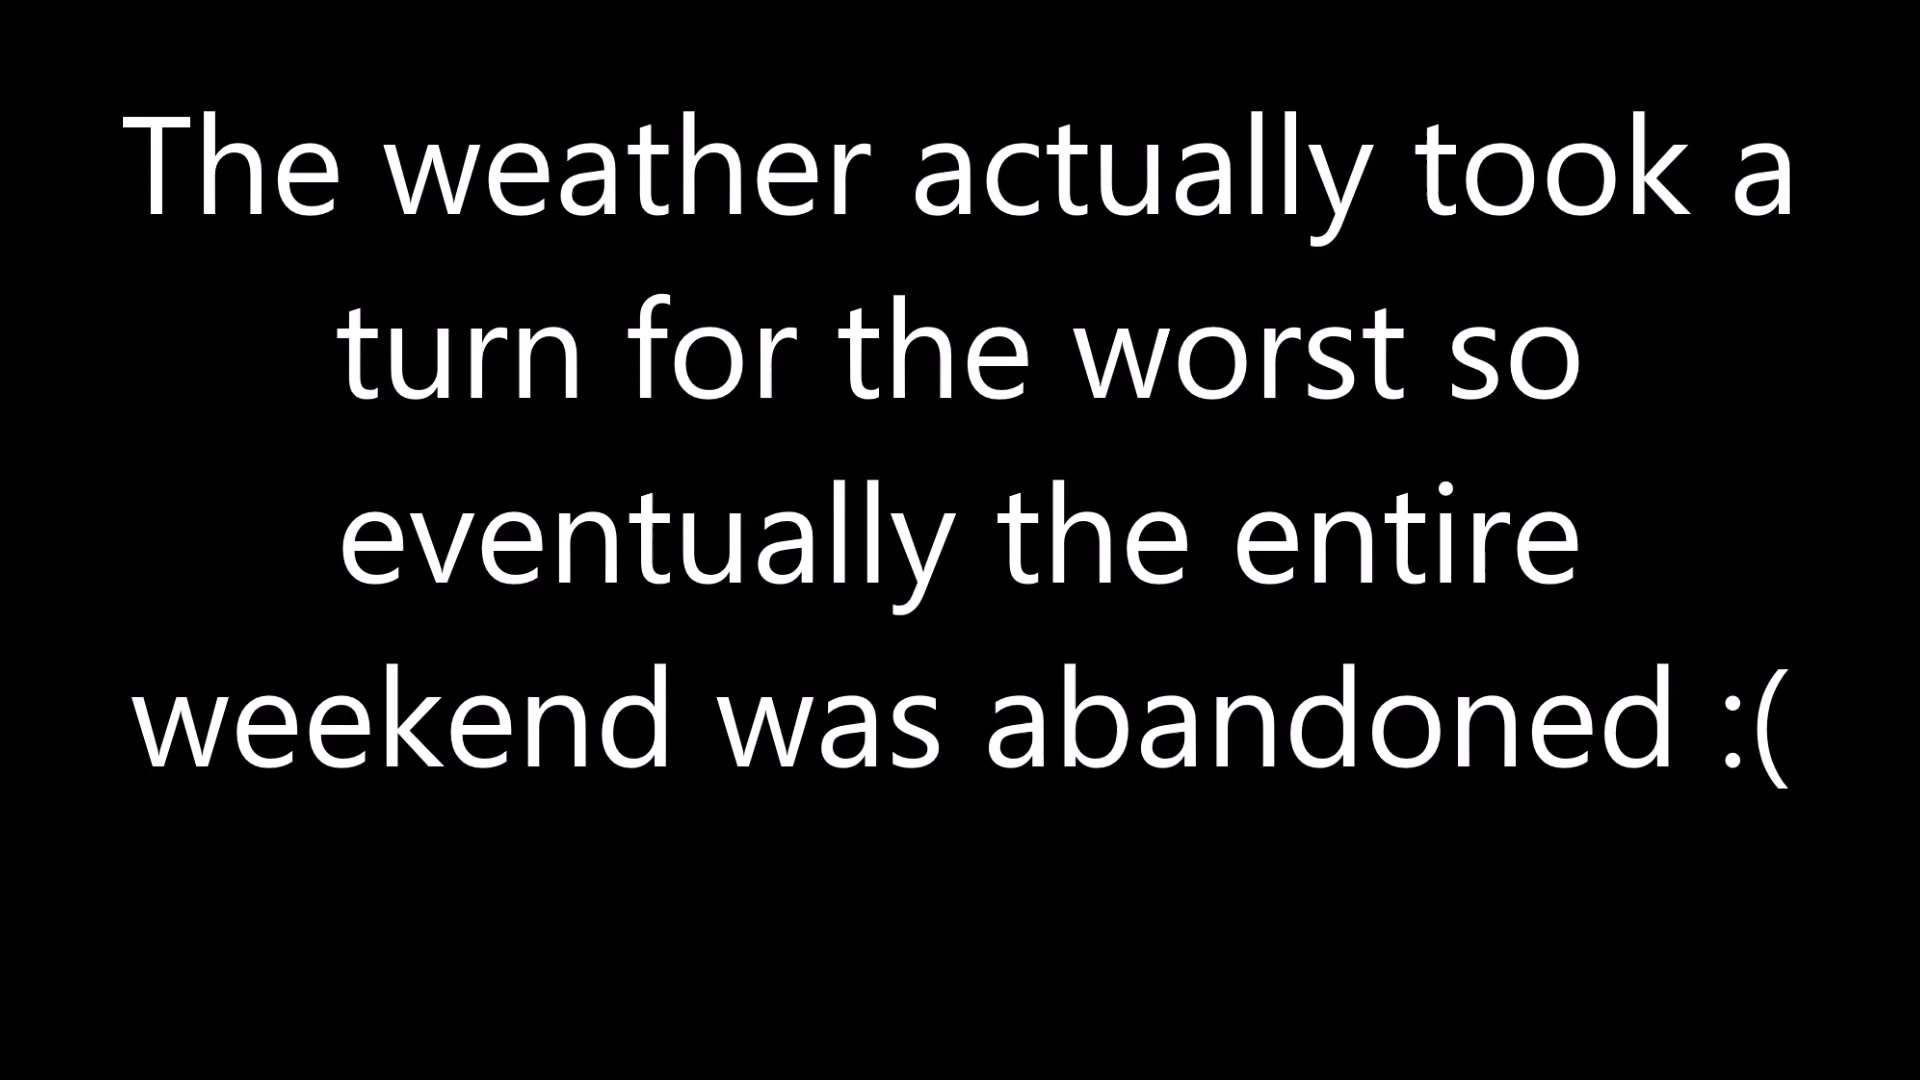 The weather actually took a
turn for the worst so
eventually the entire
weekend was abandoned :(